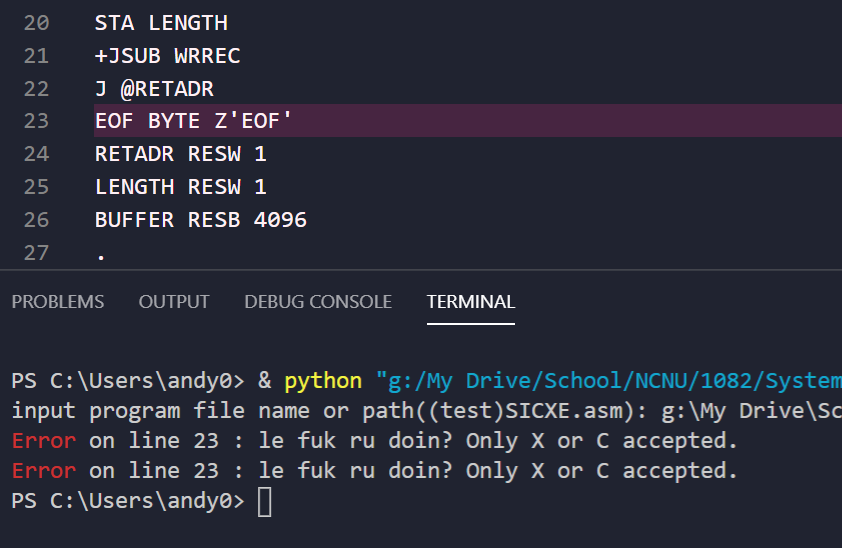 20 STA LENGTH
21 +JSUB WRREC
22 J @RETADR
23 EOF BYTE Z'EOF'
24 RETADR RESW 1
25 LENGTH RESW 1
26 BUFFER RESB 4096
27 .
PROBLEMS OUTPUT DEBUG CONSOLE TERMINAL
PS C:\Users\andy0> & python "g:/My Drive/School/NCNU/1082/System
input program file name or path((test)SICXE.asm): g:\My Drive\Sc
Error on line 23 : le fuk ru doin? Only X or C accepted.
Error on line 23 : le fuk ru doin? Only X or C accepted.
PS C:\Users\andy0>